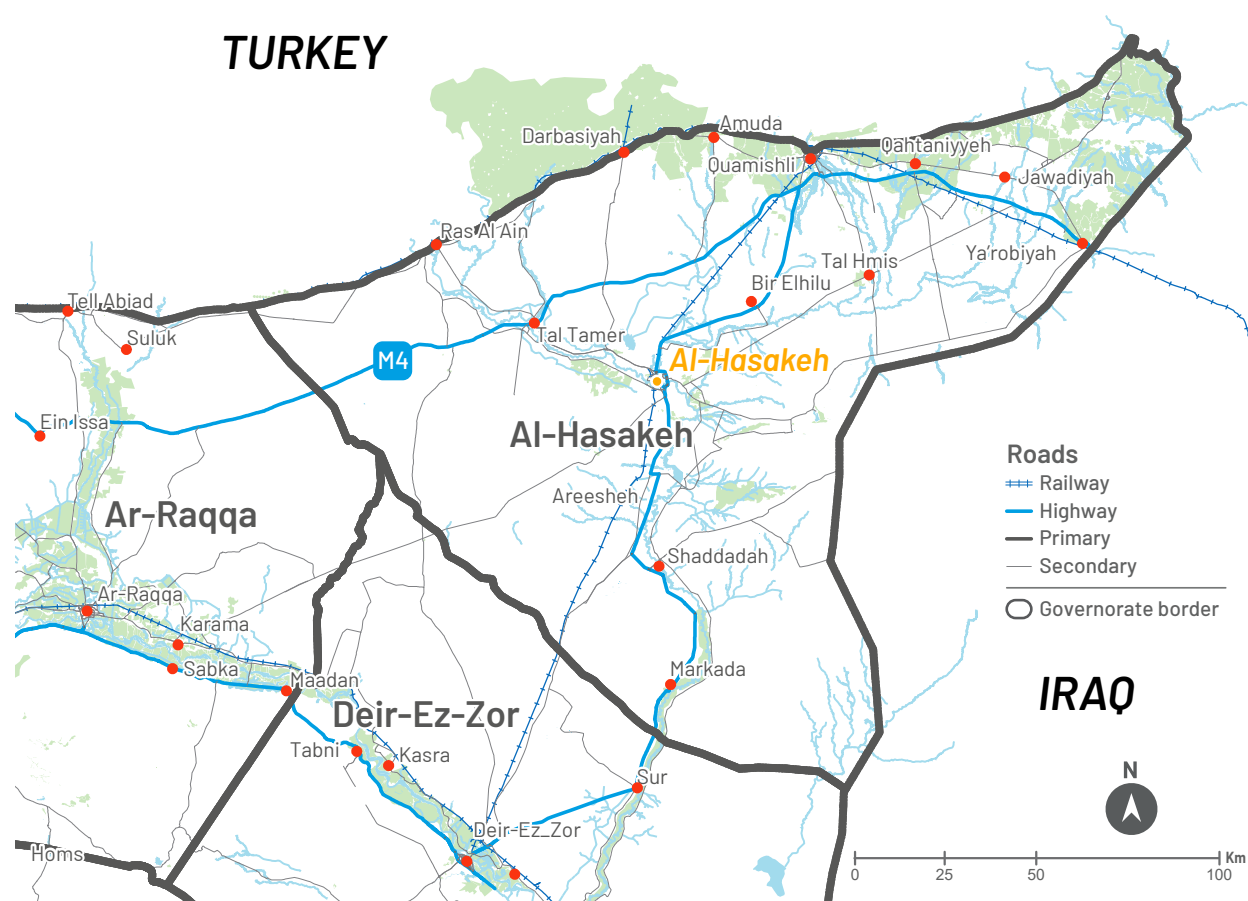 TURKEY
Darbasiyah
Amuda
Quamishli
Qahtaniyyeh
Jawadiyah
Ras Al Ain
Ya'robiyah
Tal Hmis
Bir Elhilu
Tell Abiad
Suluk
Tal Tamer
M4
Al-Hasakeh
Ein Issa
Al-Hasakeh
Areesheh
Ar-Raqqa
Shaddadah
Ar-Raqqa
Karama
Sabka
Maadan
Markada
Deir-Ez-Zor
Tabni
Kasra
Sur
Deir-Ez_Zor
Homs
Roads
Railway
Highway
Primary
Secondary
Governorate border
IRAQ
N
Km
0 25 50 100